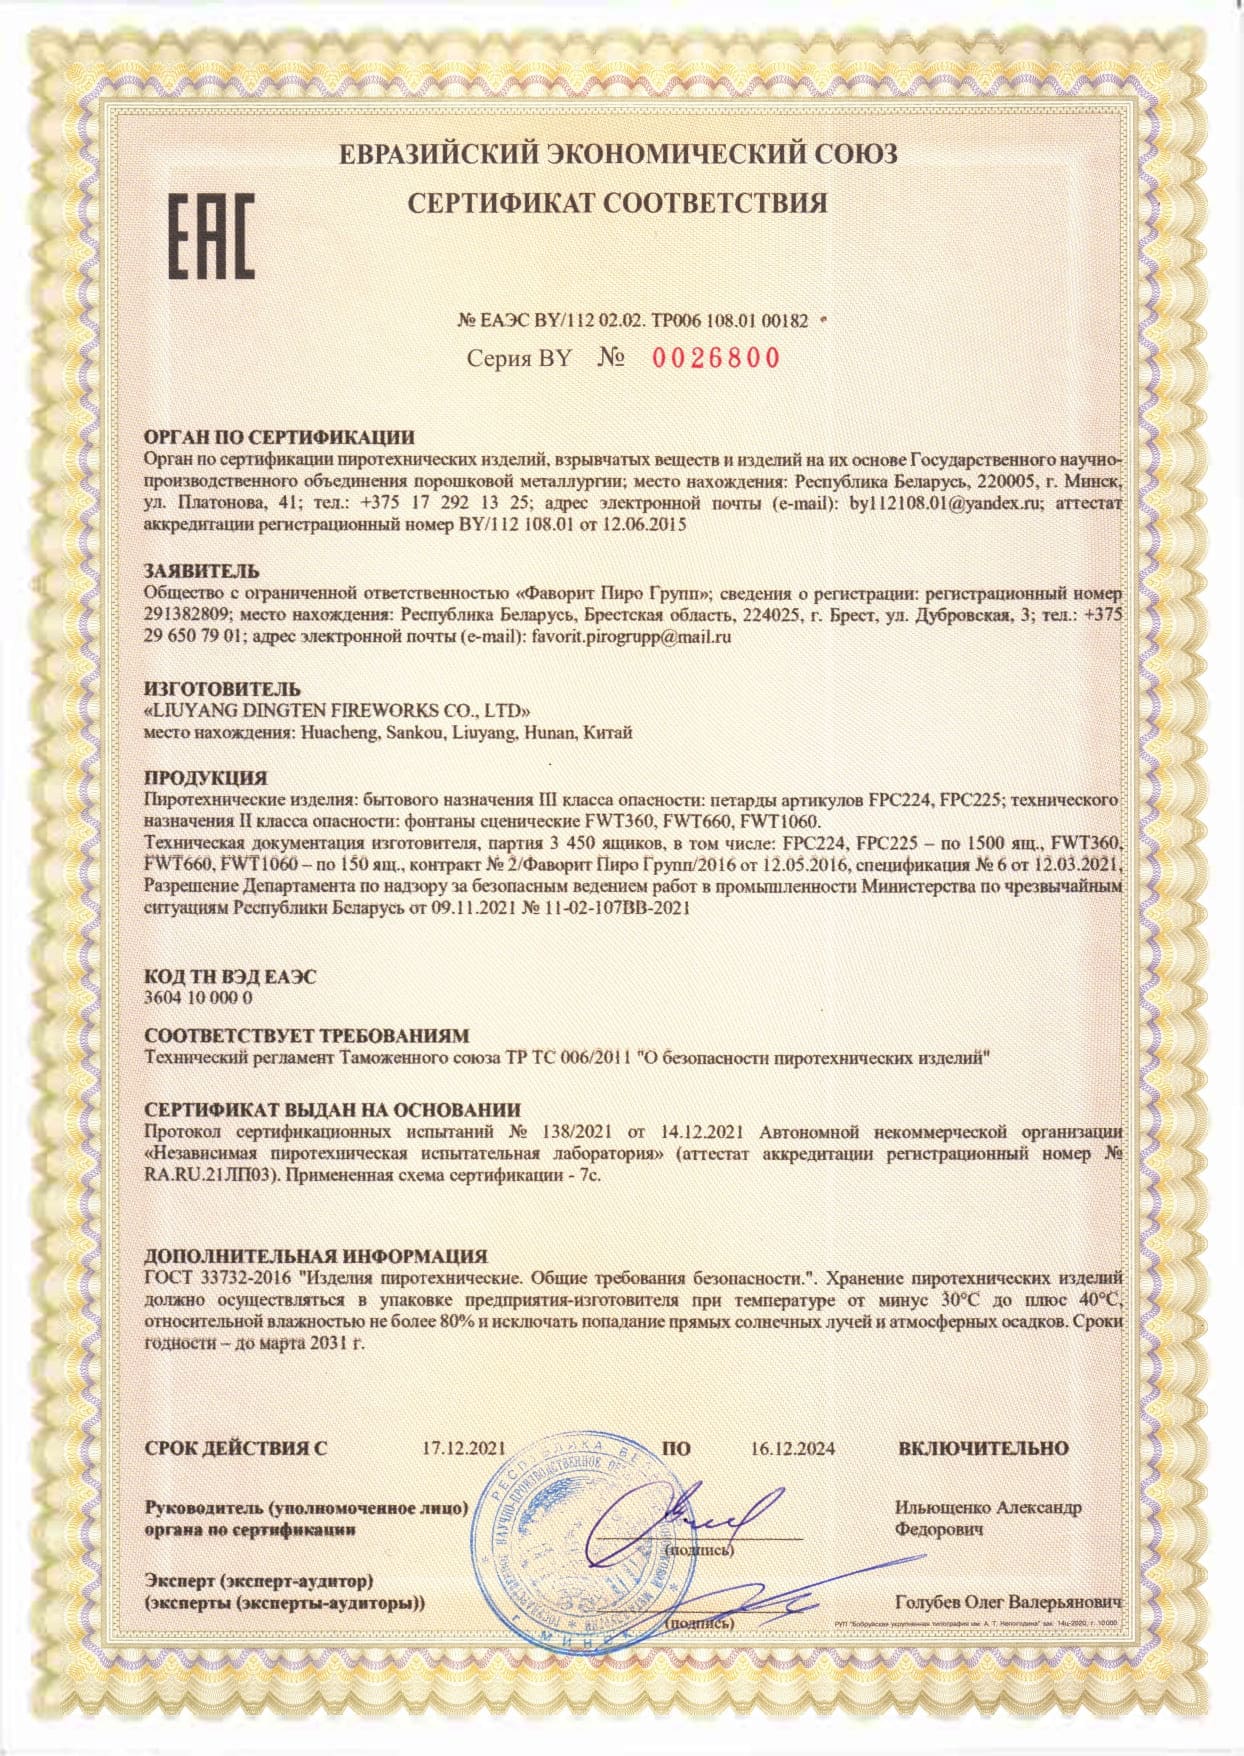 ЕВРАЗИЙСКИЙ ЭКОНОМИЧЕСКИЙ СОЮЗ
ЕАС
СЕРТИФИКАТ СООТВЕТСТВИЯ
№ ЕАЭС BY/112 02.02. ТР006 108.01 00182
Серия BY № 0026800
ОРГАН ПО СЕРТИФИКАЦИИ
Орган по сертификации пиротехнических изделий, взрывчатых веществ и изделий на их основе Государственного научно-
производственного объединения порошковой металлургии; место нахождения: Республика Беларусь, 220005, г. Минск,
ул. Платонова, 41; тел.: +375 17 292 13 25; адрес электронной почты (e-mail): by112108.01@yandex.ru; аттестат
аккредитации регистрационный номер BY/112 108.01 от 12.06.2015
ЗАЯВИТЕЛЬ
Общество с ограниченной ответственностью «Фаворит Пиро Групп»; сведения о регистрации: регистрационный номер
291382809; место нахождения: Республика Беларусь, Брестская область, 224025, г. Брест, ул. Дубровская, 3; тел.: +375
29 650 79 01; адрес электронной почты (e-mail): favorit.pirogrupp@mail.ru
ИЗГОТОВИТЕЛЬ
«LIUYANG DINGTEN FIREWORKS CO., LTD»
место нахождения: Huacheng, Sankou, Liuyang, Hunan, Китай
ПРОДУКЦИЯ
Пиротехнические изделия: бытового назначения III класса опасности: петарды артикулов FPC224, FPC225; технического
назначения II класса опасности: фонтаны сценические FWT360, FWT660, FWT1060.
Техническая документация изготовителя, партия 3 450 ящиков, в том числе: FPC224, FPC225 – по 1500 ящ., FWT360,
FWT660, FWT1060 – по 150 ящ., контракт № 2/Фаворит Пиро Групп/2016 от 12.05.2016, спецификация № 6 от 12.03.2021,
Разрешение Департамента по надзору за безопасным ведением работ в промышленности Министерства по чрезвычайным
ситуациям Республики Беларусь от 09.11.2021 № 11-02-107ВВ-2021
КОД ТН ВЭД ЕАЭС
3604 10 000 0
СООТВЕТСТВУЕТ ТРЕБОВАНИЯМ
Технический регламент Таможенного союза ТР ТС 006/2011 "О безопасности пиротехнических изделий"
СЕРТИФИКАТ ВЫДАН НА ОСНОВАНИИ
Протокол сертификационных испытаний № 138/2021 от 14.12.2021 Автономной некоммерческой организации
«Независимая пиротехническая испытательная лаборатория» (аттестат аккредитации регистрационный номер №
RA.RU.21ЛП03). Примененная схема сертификации - 7с.
ДОПОЛНИТЕЛЬНАЯ ИНФОРМАЦИЯ
ГОСТ 33732-2016 "Изделия пиротехнические. Общие требования безопасности.". Хранение пиротехнических изделий
должно осуществляться в упаковке предприятия-изготовителя при температуре от минус 30°С до плюс 40°С,
относительной влажностью не более 80% и исключать попадание прямых солнечных лучей и атмосферных осадков. Сроки
годности – до марта 2031 г.
СРОК ДЕЙСТВИЯ С 17.12.2021 ПО 16.12.2024 ВКЛЮЧИТЕЛЬНО
Руководитель (уполномоченное лицо)
органа по сертификации
(подпись)
Ильющенко Александр
Федорович
Эксперт (эксперт-аудитор)
(эксперты (эксперты-аудиторы))
(подпись)
Голубев Олег Валерьянович
МИНСК